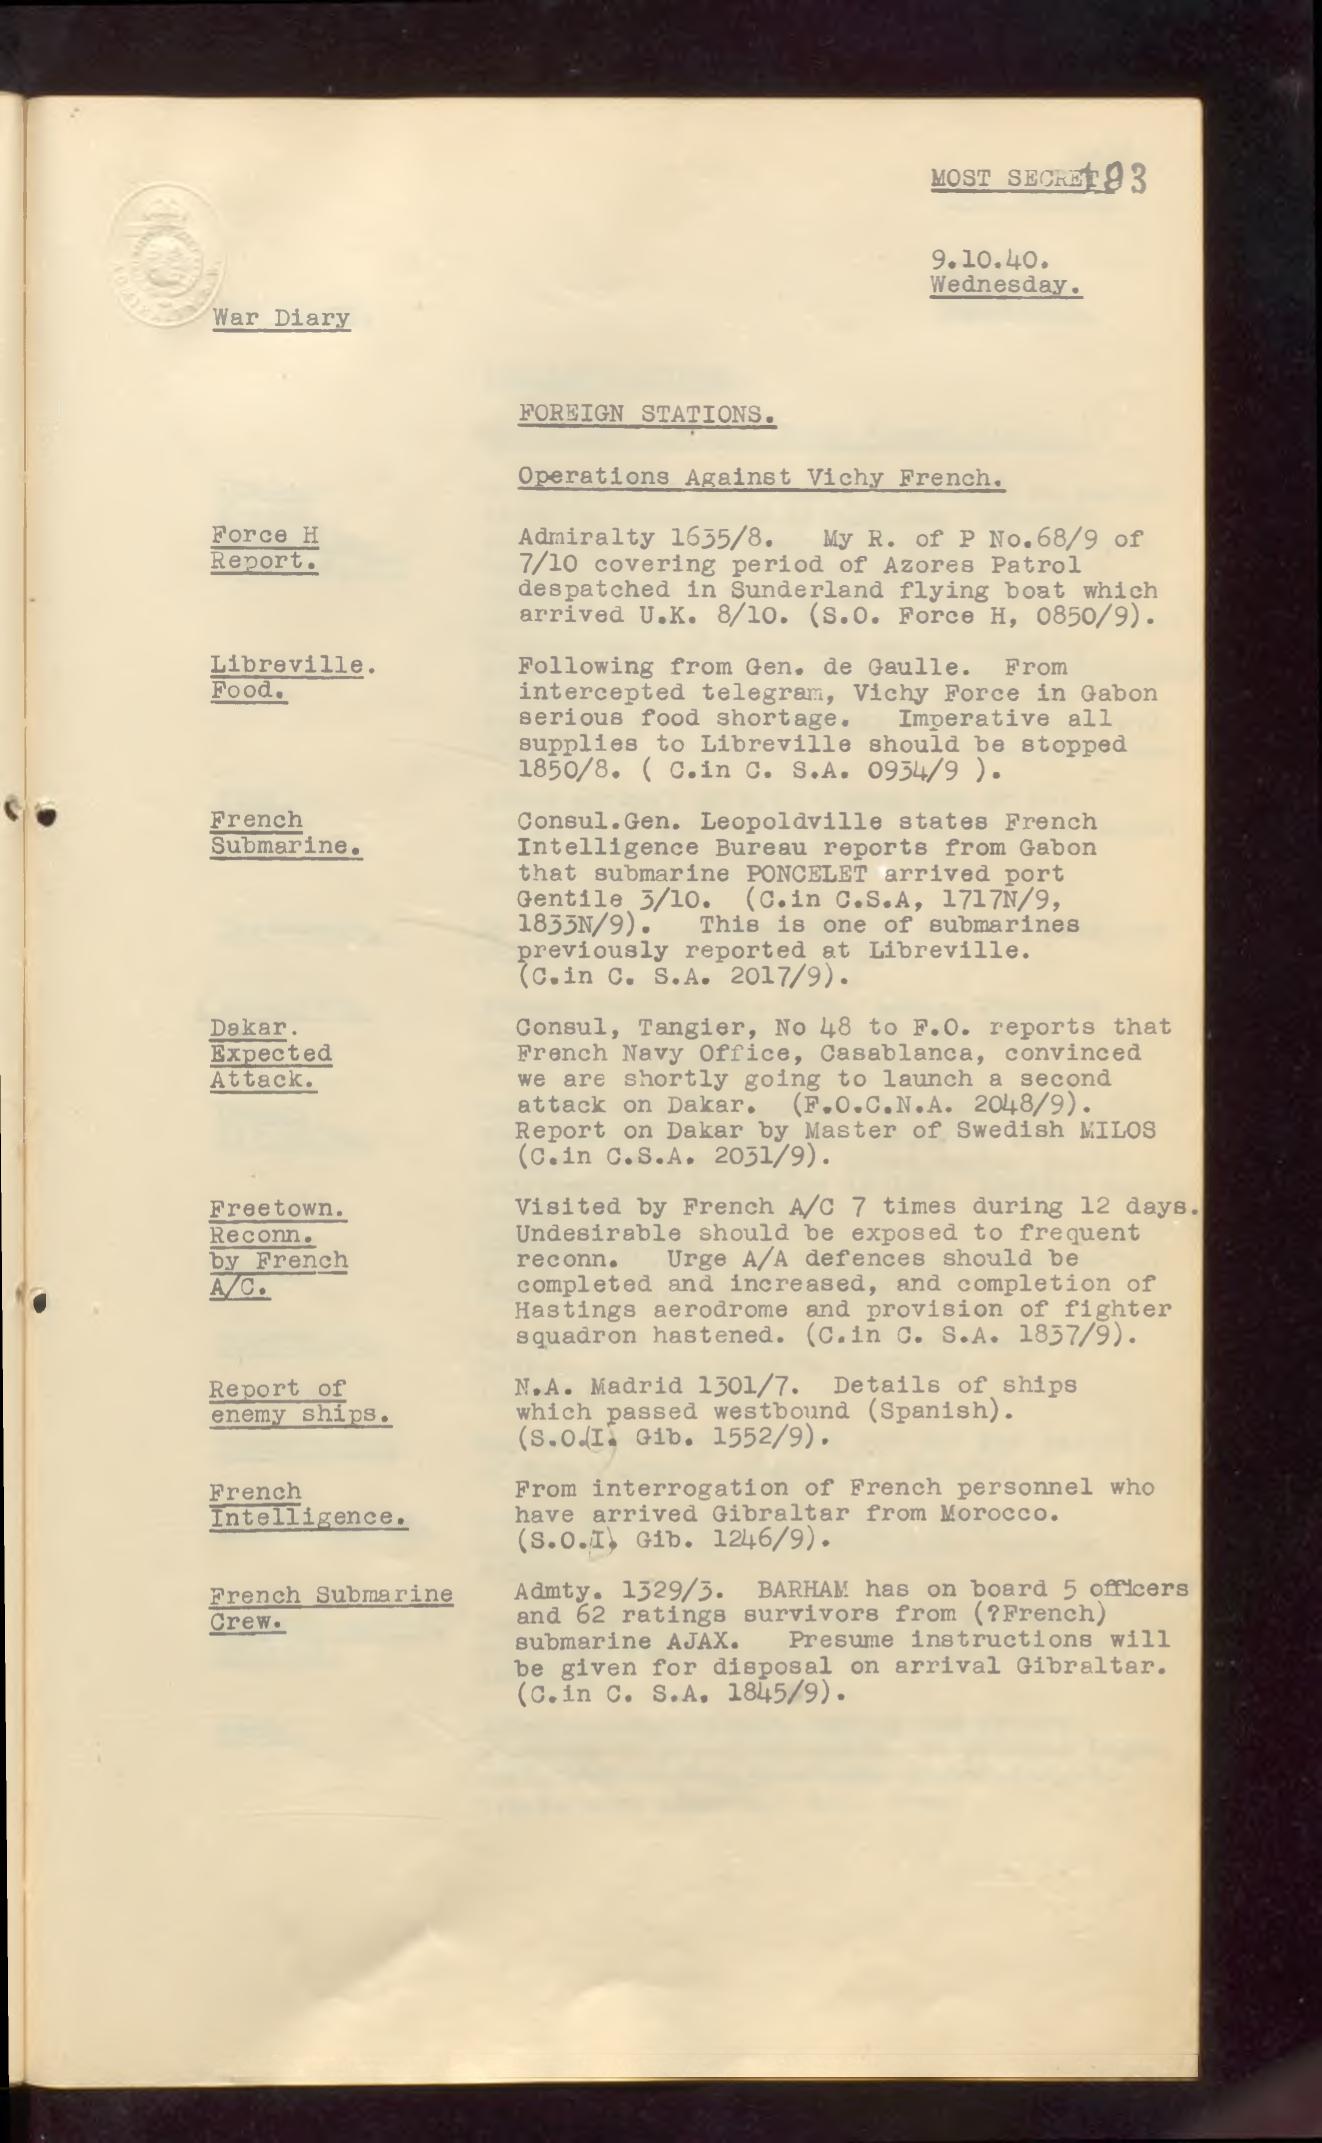 MOST SECRET
193
9.10.40.
Wednesday.
War Diary
FOREIGN STATIONS.
Operations Against Vichy French.
Force H
Report.
Admiralty 1635/8. My R. of P No.68/9 of
7/10 covering period of Azores Patrol
despatched in Sunderland flying boat which
arrived U.K. 8/10. (S.O. Force H, 0850/9).
Libreville.
Food.
Following from Gen. de Gaulle. From
intercepted telegram, Vichy Force in Gabon
serious food shortage. Imperative all
supplies to Libreville should be stopped
1850/8. ( C.in C. S.A. 0934/9 ).
French
Submarine.
Consul.Gen. Leopoldville states French
Intelligence Bureau reports from Gabon
that submarine PONCELET arrived port
Gentile 3/10. (C.in C.S.A, 1717N/9,
1833N/9). This is one of submarines
previously reported at Libreville.
(C.in C. S.A. 2017/9).
Dakar.
Expected
Attack.
Consul, Tangier, No 48 to F.O. reports that
French Navy Office, Casablanca, convinced
we are shortly going to launch a second
attack on Dakar. (F.O.C.N.A. 2048/9).
Report on Dakar by Master of Swedish MILOS
(C.in C.S.A. 2031/9).
Freetown.
Reconn.
by French
A/C.
Visited by French A/C 7 times during 12 days.
Undesirable should be exposed to frequent
reconn. Urge A/A defences should be
completed and increased, and completion of
Hastings aerodrome and provision of fighter
squadron hastened. (C.in C. S.A. 1837/9).
Report of
enemy ships.
N.A. Madrid 1301/7. Details of ships
which passed westbound (Spanish).
(S.O.(I. Gib. 1552/9).
French
Intelligence.
From interrogation of French personnel who
have arrived Gibraltar from Morocco.
(S.O.(I) Gib. 1246/9).
French Submarine
Crew.
Admty. 1329/3. BARHAM has on board 5 officers
and 62 ratings survivors from (?French)
submarine AJAX. Presume instructions will
be given for disposal on arrival Gibraltar.
(C.in C. S.A. 1845/9).